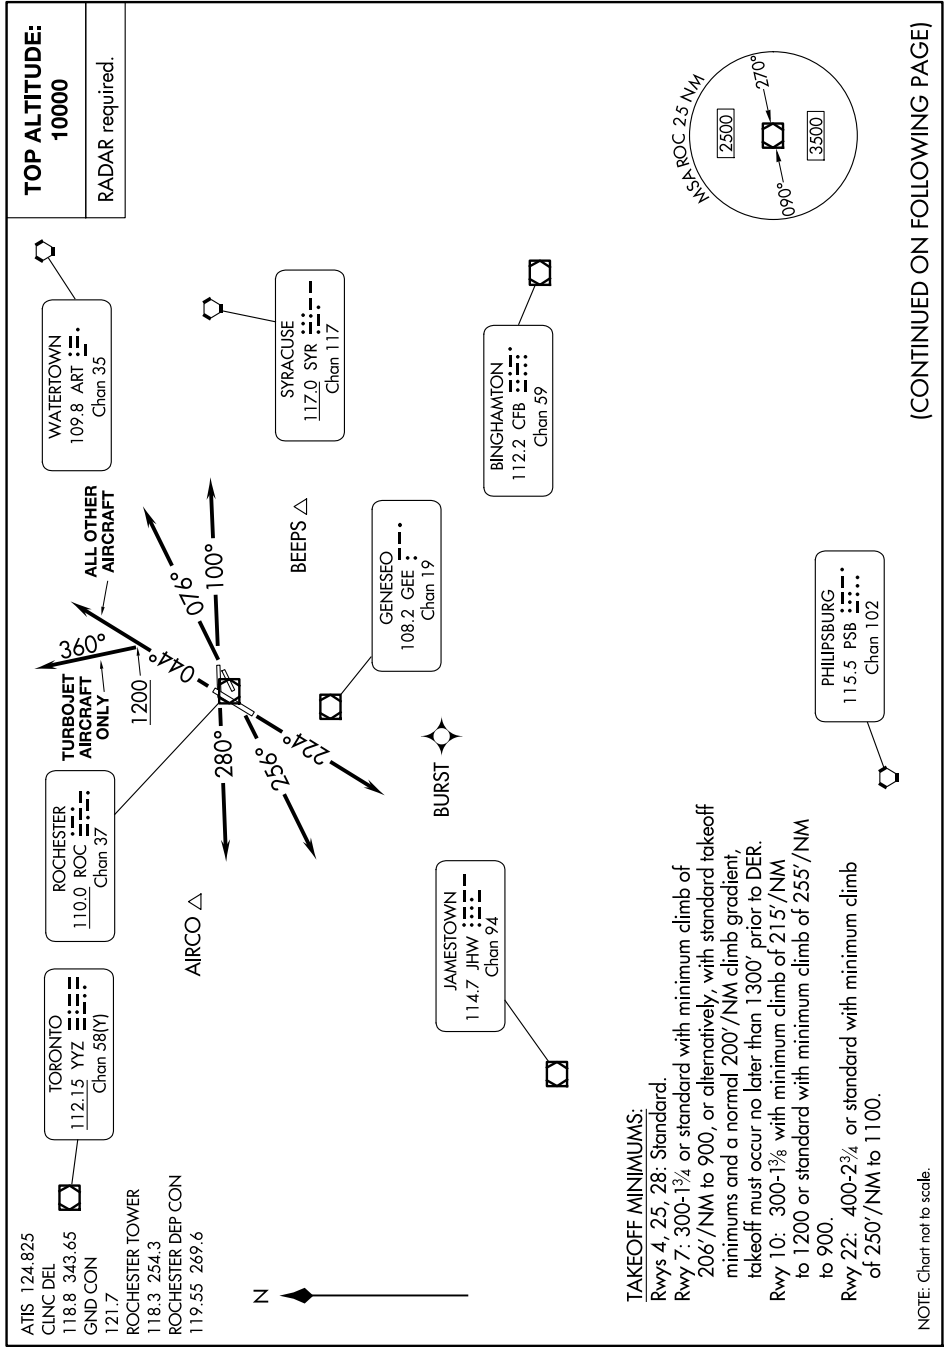 TOP ALTITUDE:
10000
RADAR required.
ATIS 124.825
CLNC DEL
118.8 343.65
GND CON
121.7
ROCHESTER TOWER
118.3 254.3
ROCHESTER DEP CON
119.55 269.6
TORONTO
112.15 YYZ
Chan 58(Y)
ROCHESTER
110.0 ROC
Chan 37
TURBOJET
AIRCRAFT
ONLY
1200
360°
ALL OTHER
AIRCRAFT
WATERTOWN
109.8 ART
Chan 35
044°
076°
100°
280°
256°
224°
AIRCO
SYRACUSE
117.0 SYR
Chan 117
BEEPS
GENESEO
108.2 GEE
Chan 19
BURST
JAMESTOWN
114.7 JHW
Chan 94
BINGHAMTON
112.2 CFB
Chan 59
PHILIPSBURG
115.5 PSB
Chan 102
MSA ROC 25 NM
2500
270°
090°
3500
N
TAKEOFF MINIMUMS:
Rwys 4, 25, 28: Standard.
Rwy 7: 300-1¾ or standard with minimum climb of
206'/NM to 900, or alternatively, with standard takeoff
minimums and a normal 200'/NM climb gradient,
takeoff must occur no later than 1300' prior to DER.
Rwy 10: 300-1⅜ with minimum climb of 215'/NM
to 1200 or standard with minimum climb of 255'/NM
to 900.
Rwy 22: 400-2¾ or standard with minimum climb
of 250'/NM to 1100.
NOTE: Chart not to scale.
(CONTINUED ON FOLLOWING PAGE)